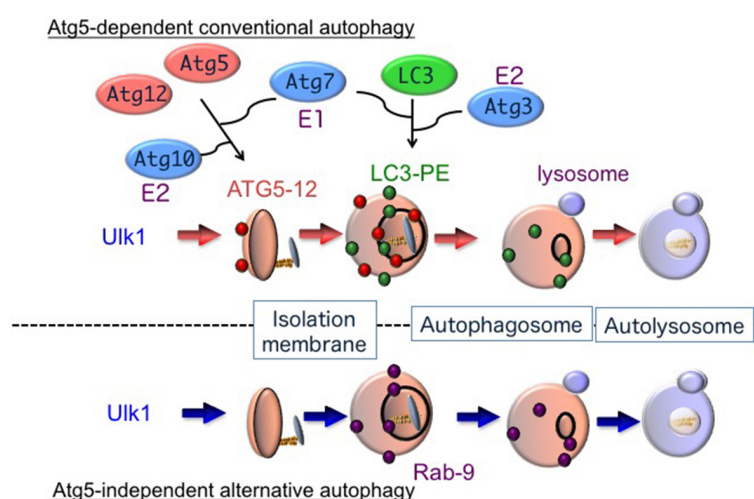 Atg5-dependent conventional autophagy
Atg5
Atg12
Atg7
LC3
E2
E1
Atg3
Atg10
E2
ATG5-12
LC3-PE
lysosome
Ulk1
Isolation
membrane
Autophagosome
Autolysosome
Ulk1
Rab-9
Atg5-independent alternative autophagy